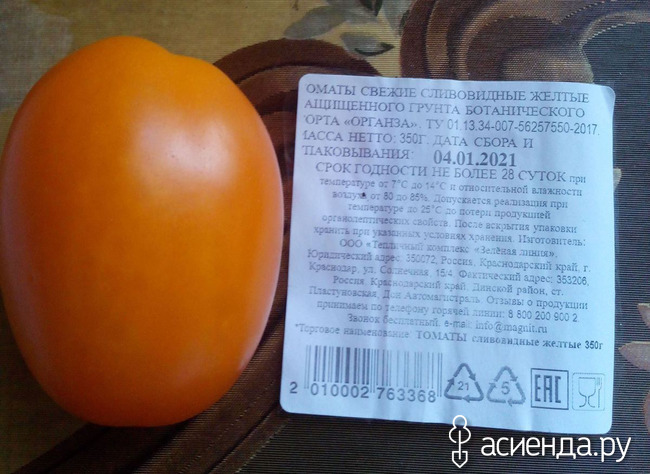 ОМАТЫ СВЕЖИЕ СЛИВОВИДНЫЕ ЖЕЛТЫЕ
АЩИЩЕННОГО ГРУНТА БОТАНИЧЕСКОГО
ОРТА «ОРГАНЗА». ТУ 01.13.34-007-56257550-2017.
МАССА НЕТТО: 350Г. ДАТА СБОРА И
ПАКОВЫВАНИЯ: 04.01.2021
СРОК ГОДНОСТИ НЕ БОЛЕЕ 28 СУТОК при
температуре от 7°С до 14°С и относительной влажности
воздуха от 80 до 85%. Допускается реализация при
температуре до 25°С до потери продукцией
органолептических свойств. После вскрытия упаковки
хранить при указанных условиях хранения. Изготовитель:
ООО «Тепличный комплекс «Зелёная линия»,
Юридический адрес: 350072, Россия, Краснодарский край, г.
Краснодар, ул. Солнечная, 15/4. Фактический адрес: 353206,
Россия, Краснодарский край, Динской район, ст.
Пластуновская, Дон Автомагистраль. Отзывы о продукции
принимаем по телефону горячей линии: 8 800 200 900 2.
Звонок бесплатный, e-mail: info@magnit.ru
*Торговое наименование: ТОМАТЫ сливовидные желтые 350г
2 010002 763368
21
5
EAC
асиенда.ру